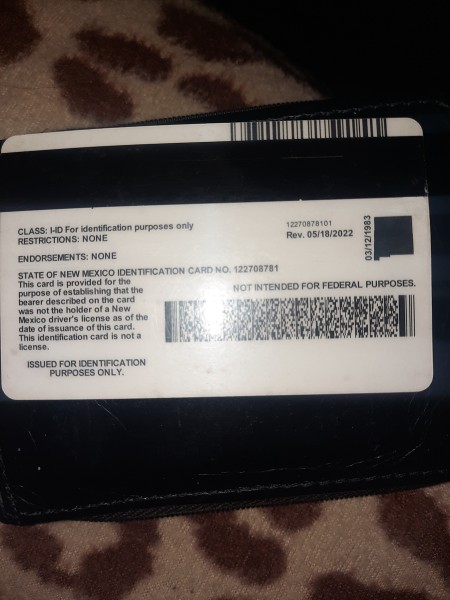 CLASS: I-ID For identification purposes only
RESTRICTIONS: NONE
12270878101
Rev. 05/18/2022
03/12/1983
ENDORSEMENTS: NONE
STATE OF NEW MEXICO IDENTIFICATION CARD NO. 122708781
This card is provided for the
purpose of establishing that the
bearer described on the card
was not the holder of a New
Mexico driver's license as of the
date of issuance of this card.
This identification card is not a
license.
NOT INTENDED FOR FEDERAL PURPOSES.
ISSUED FOR IDENTIFICATION
PURPOSES ONLY.